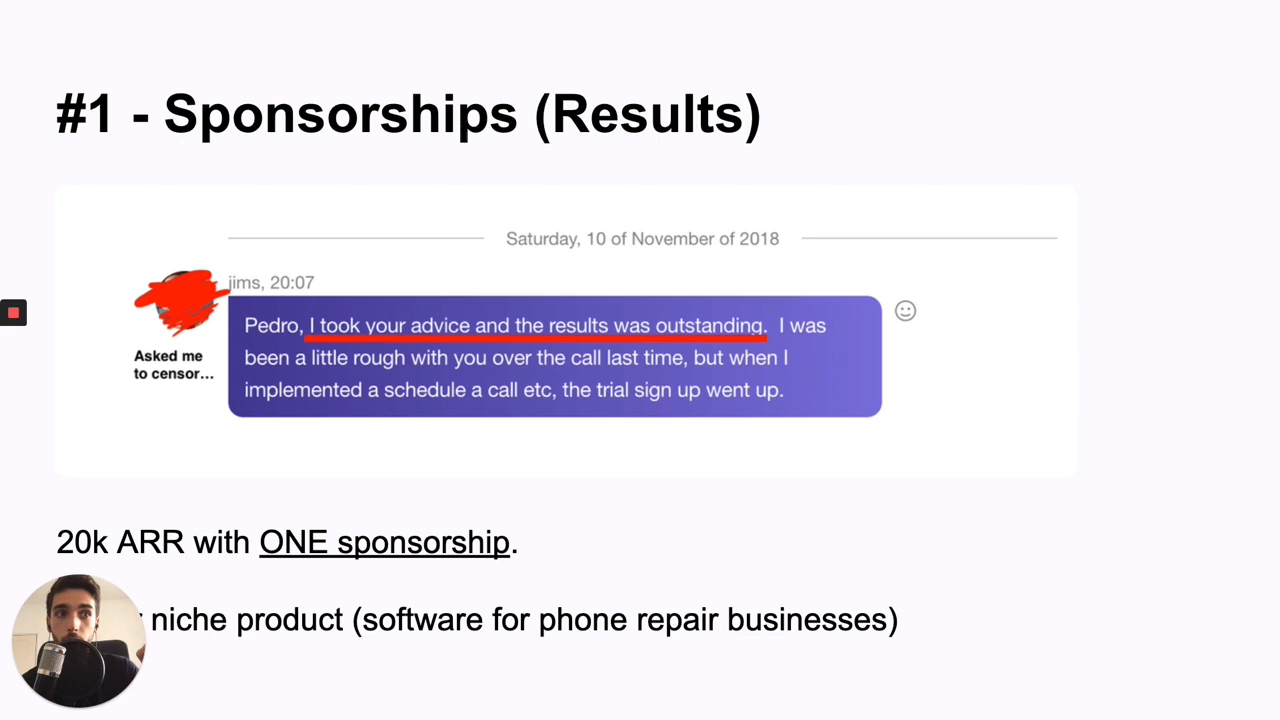 #1 - Sponsorships (Results)
Saturday, 10 of November of 2018
jims, 20:07
Pedro, I took your advice and the results was outstanding. I was
been a little rough with you over the call last time, but when I
implemented a schedule a call etc, the trial sign up went up.
Asked me
to censor...
20k ARR with ONE sponsorship.
niche product (software for phone repair businesses)